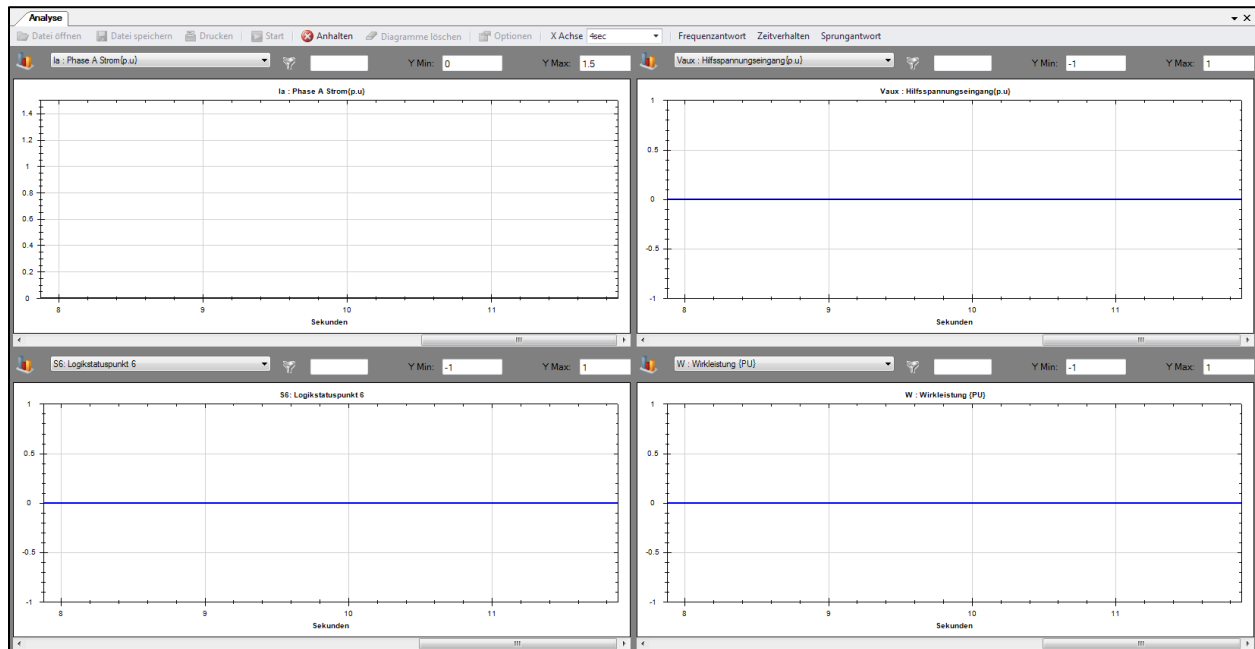 Analyse
Datei öffnen Datei speichern Drucken Start Anhalten Diagramme löschen Optionen X Achse 4sec Frequenzantwort Zeitverhalten Sprungantwort
Ia : Phase A Strom{p.u} Y Min: 0 Y Max: 1.5
Ia : Phase A Strom{p.u}
1.4
1.2
1
0.8
0.6
0.4
0.2
0
8 9 10 11
Sekunden
Vaux : Hilfsspannungseingang{p.u} Y Min: -1 Y Max: 1
Vaux : Hilfsspannungseingang{p.u}
1
0.5
0
-0.5
-1
8 9 10 11
Sekunden
S6: Logikstatuspunkt 6 Y Min: -1 Y Max: 1
S6: Logikstatuspunkt 6
1
0.5
0
-0.5
-1
8 9 10 11
Sekunden
W : Wirkleistung {PU} Y Min: -1 Y Max: 1
W : Wirkleistung {PU}
1
0.5
0
-0.5
-1
8 9 10 11
Sekunden